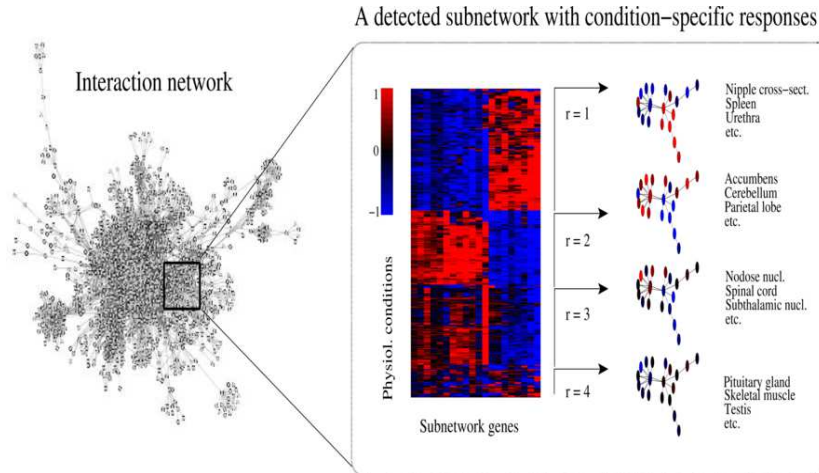 A detected subnetwork with condition-specific responses
Interaction network
1
0
-1
Physiol. conditions
Subnetwork genes
r = 1
Nipple cross-sect.
Spleen
Urethra
etc.
r = 2
Accumbens
Cerebellum
Parietal lobe
etc.
r = 3
Nodose nucl.
Spinal cord
Subthalamic nucl.
etc.
r = 4
Pituitary gland
Skeletal muscle
Testis
etc.